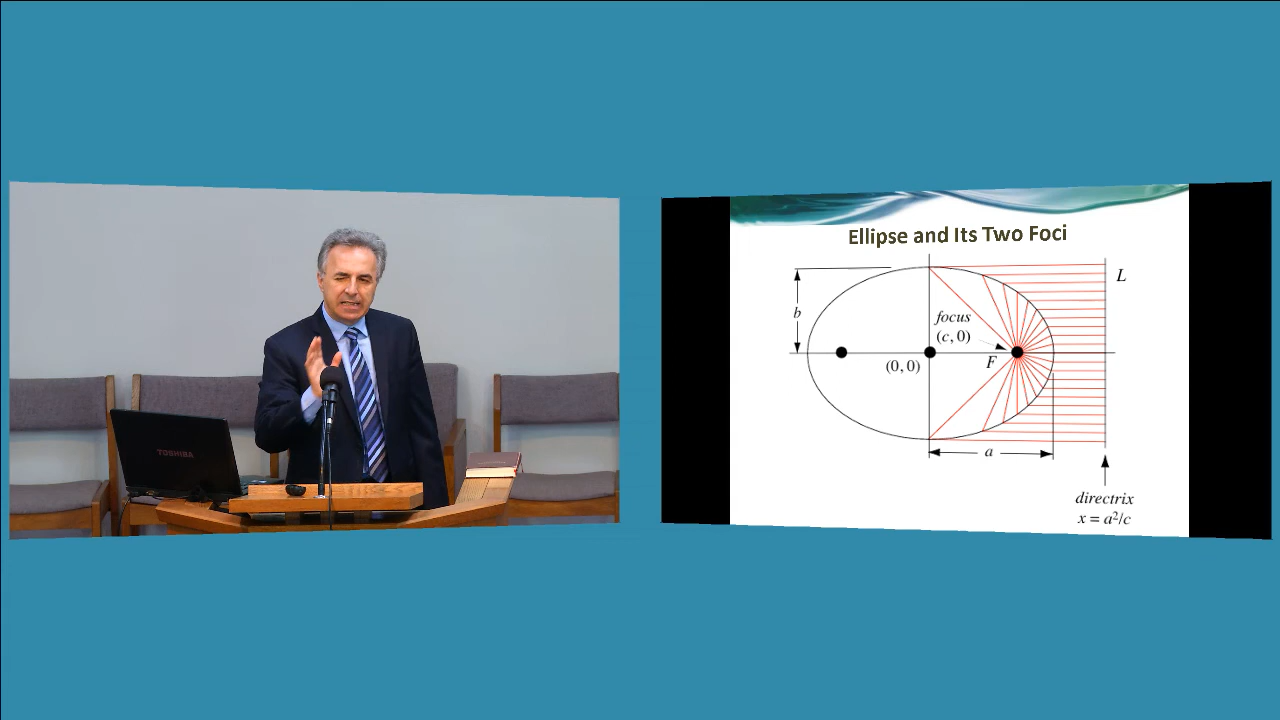 TOSHIBA
Ellipse and Its Two Foci
L
b
focus
(c, 0)
(0, 0)
F
a
directrix
x = a²/c